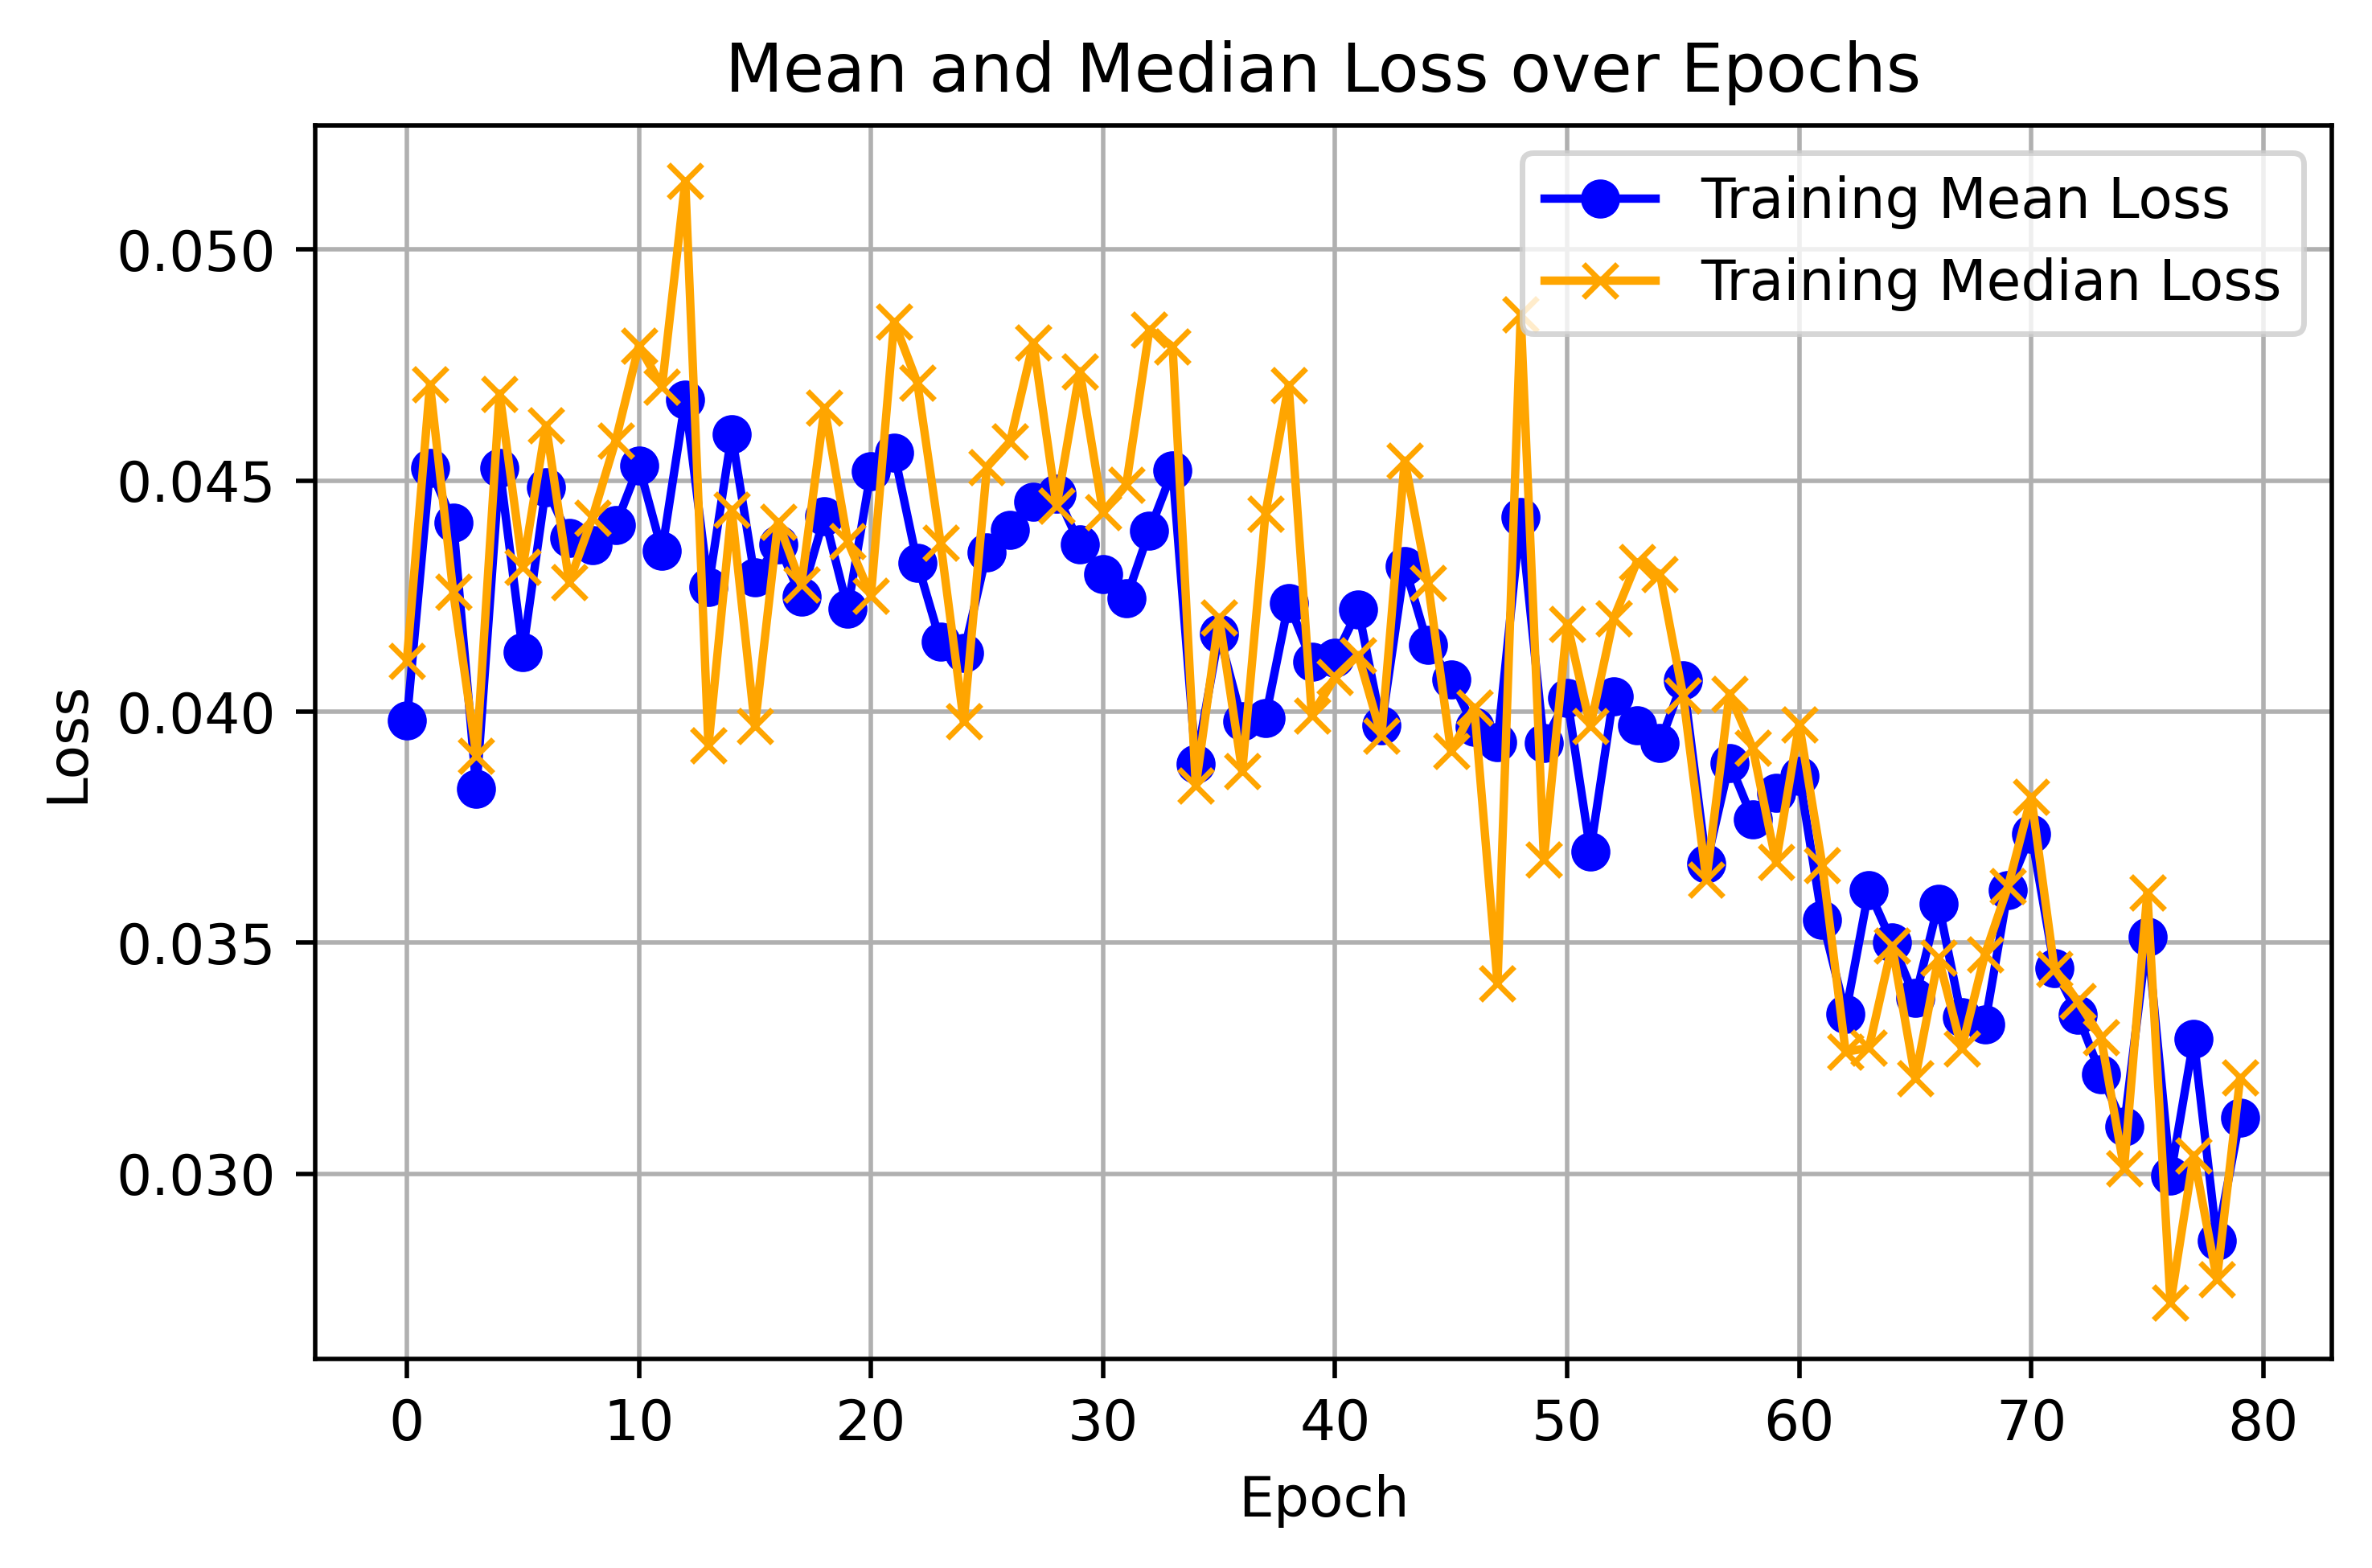 Mean and Median Loss over Epochs
Training Mean Loss
Training Median Loss
0.050
0.045
0.040
0.035
0.030
Loss
0 10 20 30 40 50 60 70 80
Epoch